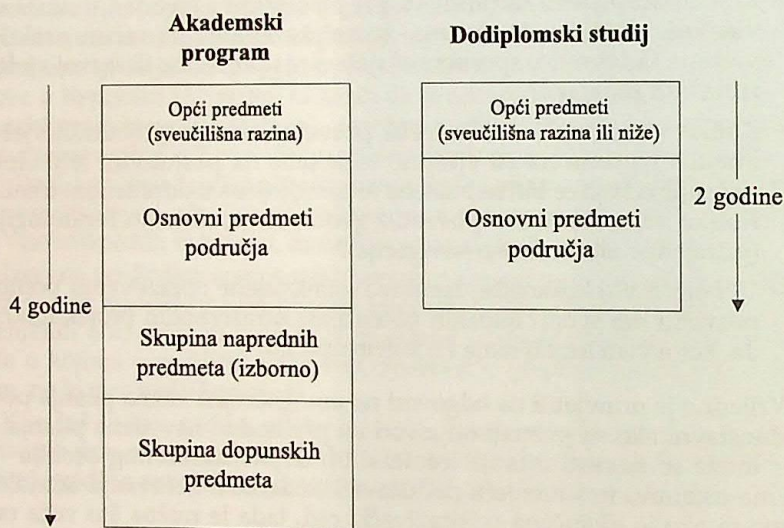 Akademski
program
Opći predmeti
(sveučilišna razina)
Osnovni predmeti
područja
Skupina naprednih
predmeta (izborno)
Skupina dopunskih
predmeta
4 godine
Dodiplomski studij
Opći predmeti
(sveučilišna razina ili niže)
Osnovni predmeti
područja
2 godine